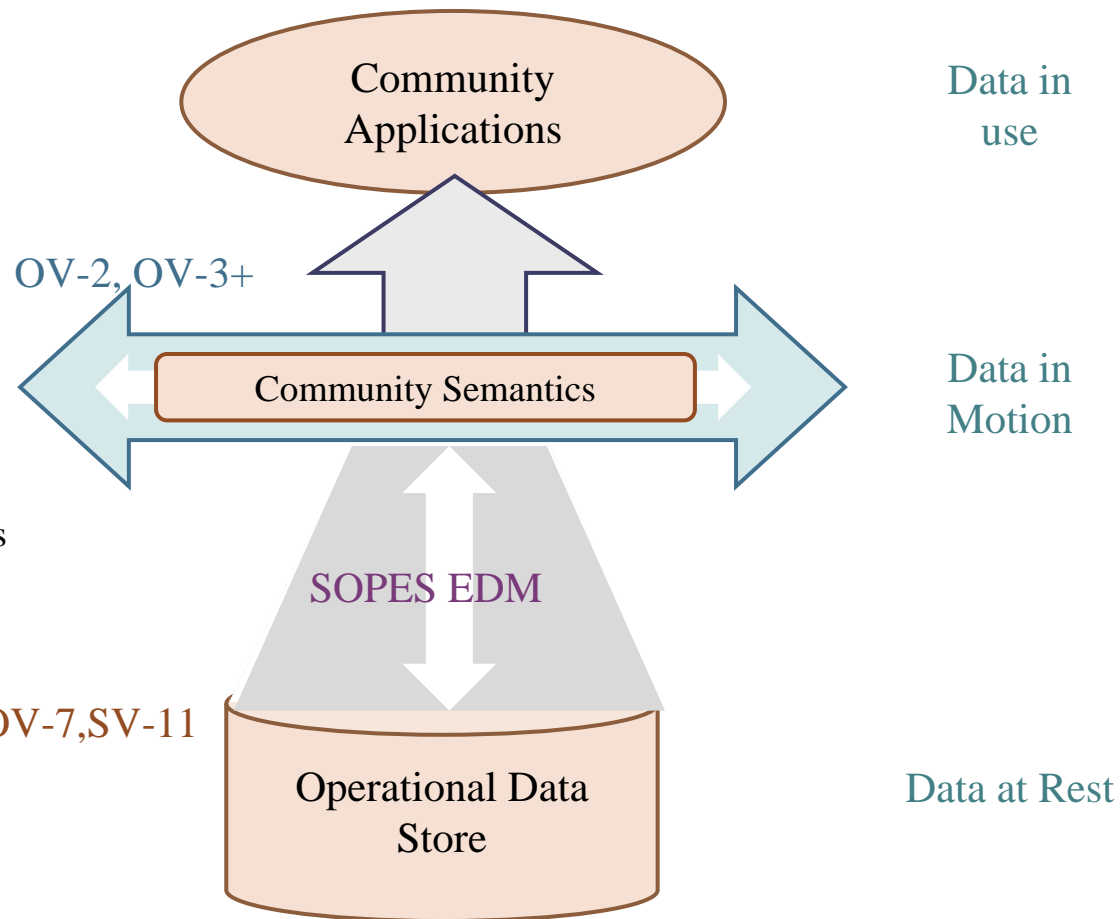 Community
Applications
Data in
use
OV-2, OV-3+
Community Semantics
Data in
Motion
s
SOPES EDM
OV-7,SV-11
Operational Data
Store
Data at Rest